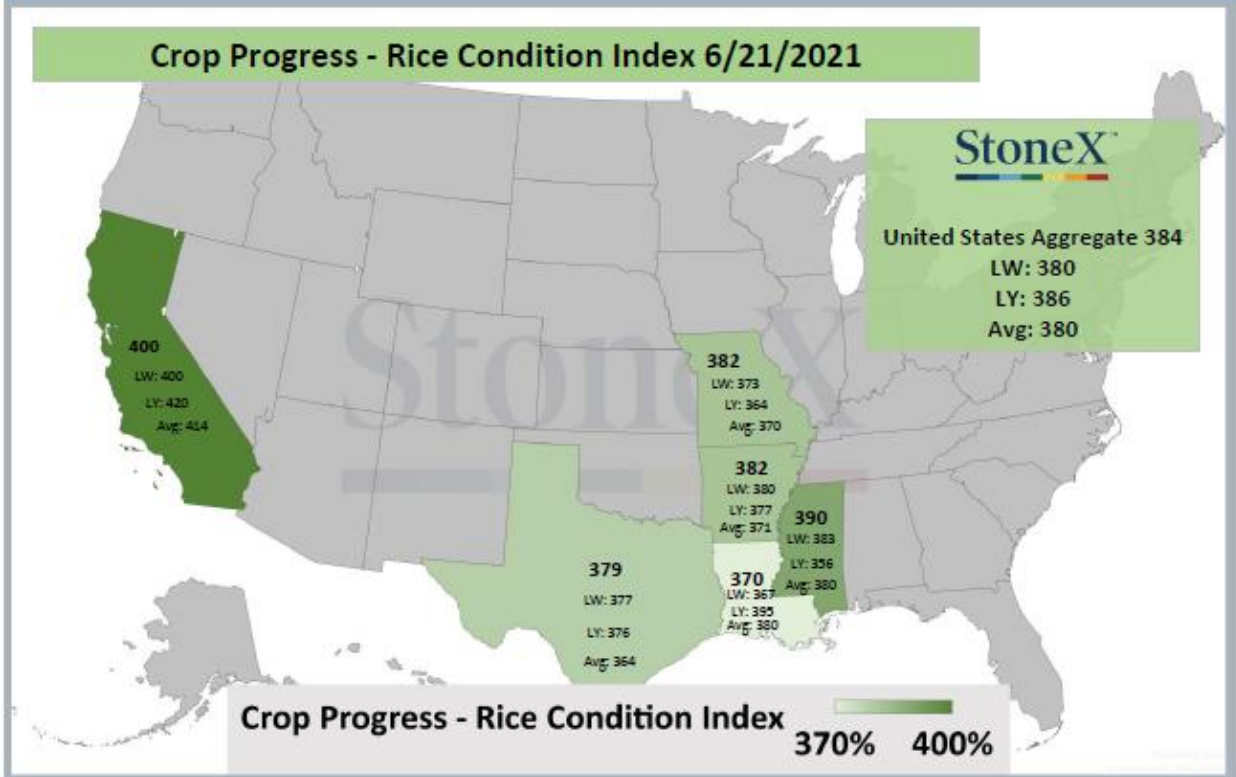 Crop Progress - Rice Condition Index 6/21/2021
StoneX™
United States Aggregate 384
LW: 380
LY: 386
Avg: 380
400
LW: 400
LY: 420
Avg: 414
382
LW: 373
LY: 364
Avg: 370
382
LW: 380
LY: 377
Avg: 371
390
LW: 383
LY: 356
Avg: 380
379
LW: 377
LY: 376
Avg: 364
370
LW: 367
LY: 395
Avg: 380
StoneX
Crop Progress - Rice Condition Index
370% 400%